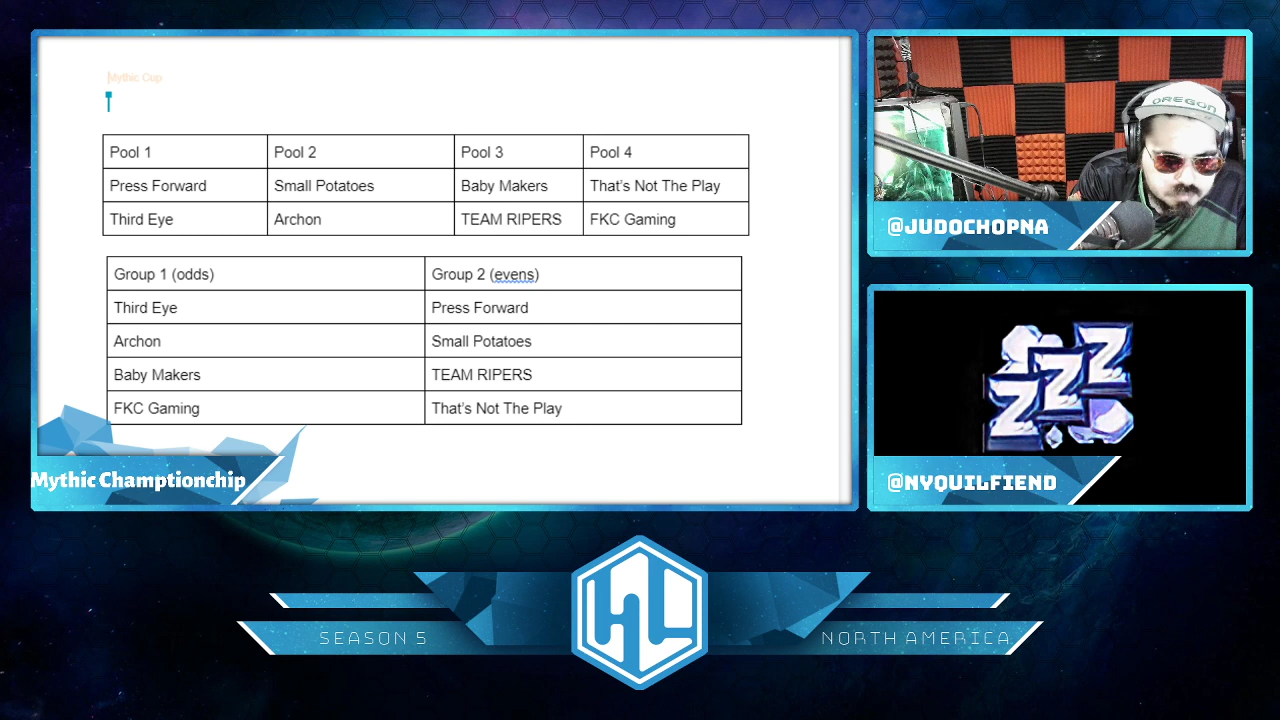 Mythic Cup
Pool 1 Pool 2 Pool 3 Pool 4
Press Forward Small Potatoes Baby Makers That's Not The Play
Third Eye Archon TEAM RIPERS FKC Gaming
Group 1 (odds) Group 2 (evens)
Third Eye Press Forward
Archon Small Potatoes
Baby Makers TEAM RIPERS
FKC Gaming That's Not The Play
Mythic Champtionchip
OREGON
@JUDOCHOPNA
ZZZ
@NYQUILFIEND
HL
SEASON 5
NORTH AMERICA